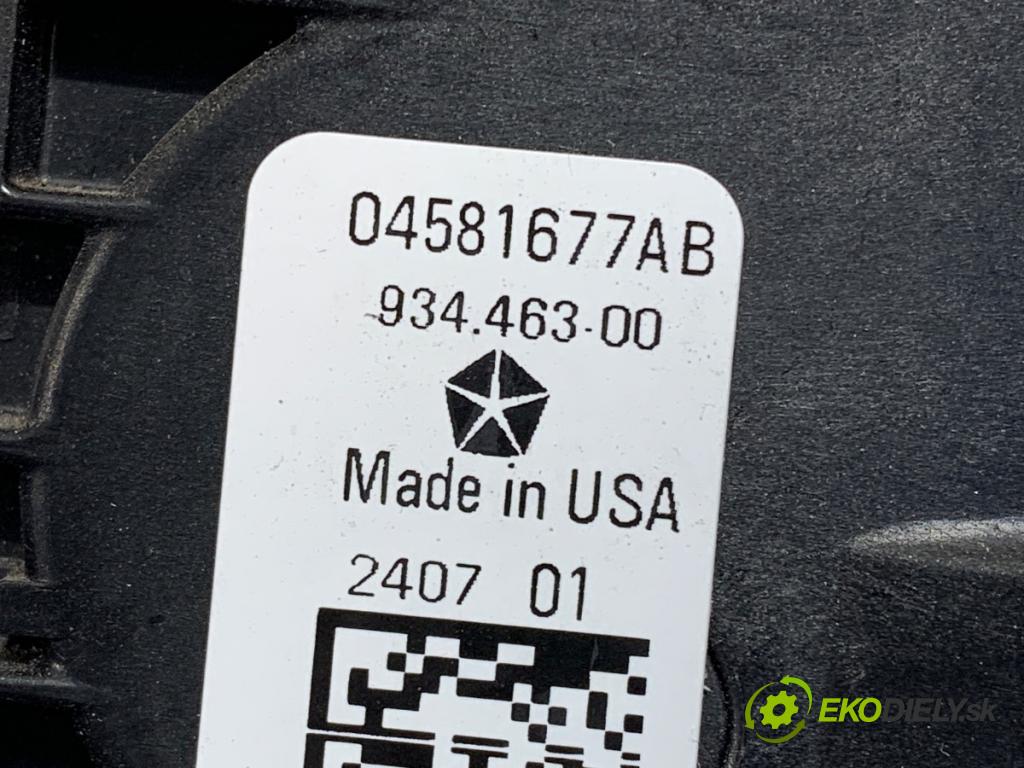 04581677AB
934.463-00
Made in USA
2407 01
EKODIELY.sk